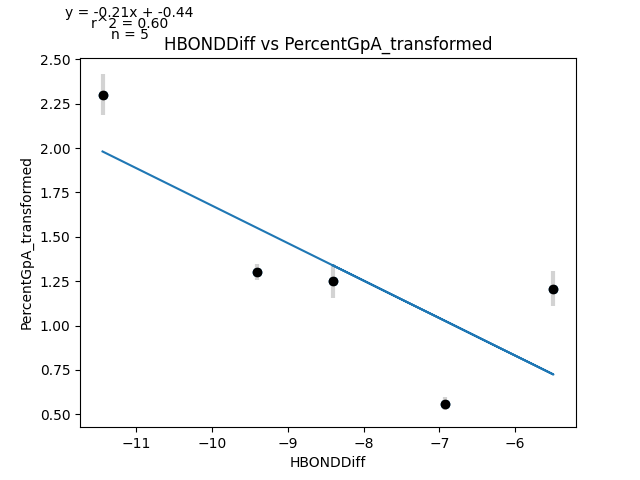 y = -0.21x + -0.44
r^2 = 0.60
n = 5
HBONDDiff vs PercentGpA_transformed
2.50
2.25
2.00
1.75
1.50
1.25
1.00
0.75
0.50
PercentGpA_transformed
−11 −10 −9 −8 −7 −6
HBONDDiff